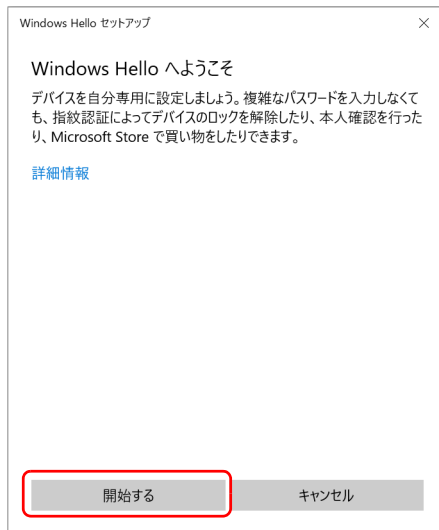 Windows Hello セットアップ
Windows Hello へようこそ
デバイスを自分専用に設定しましょう。複雑なパスワードを入力しなくて
も、指紋認証によってデバイスのロックを解除したり、本人確認を行った
り、Microsoft Store で買い物をしたりできます。
詳細情報
開始する
キャンセル